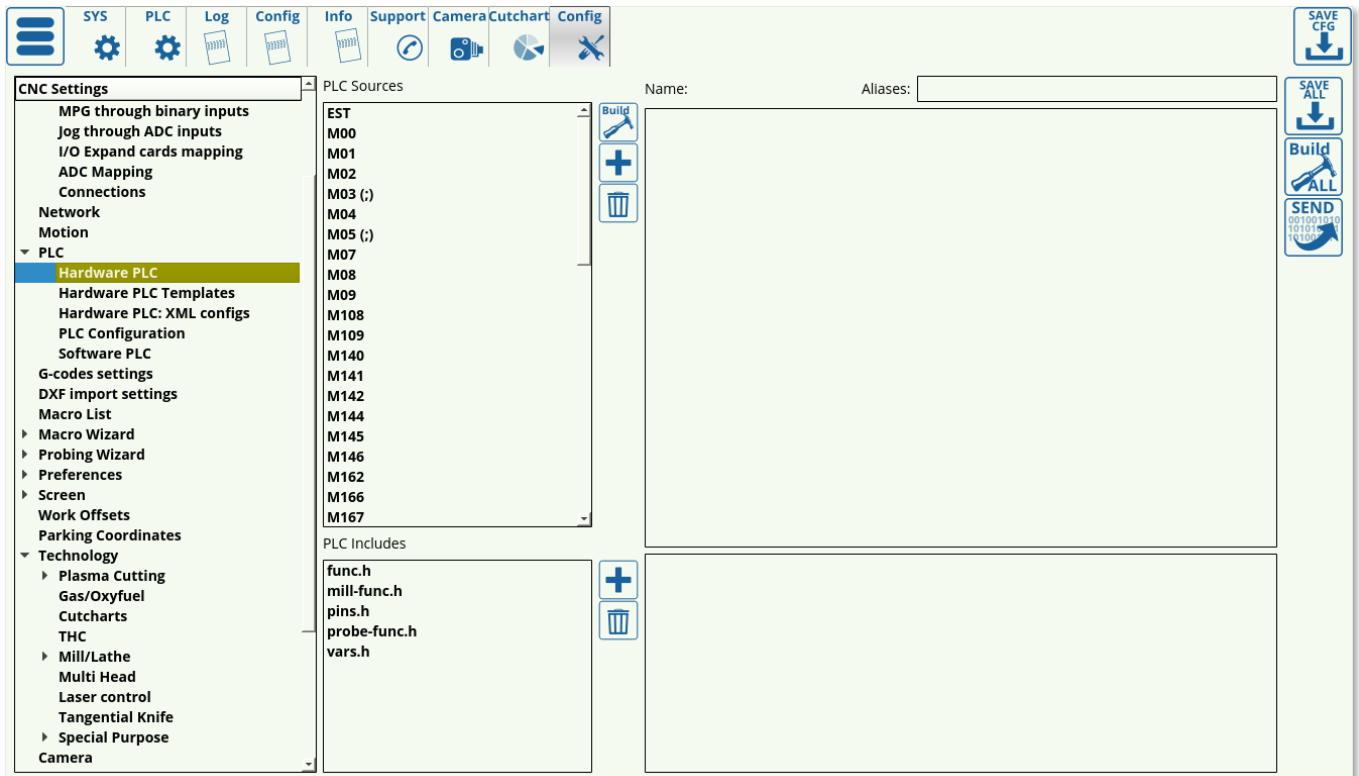 SYS PLC Log Config Info Support Camera Cutchart Config
SAVE CFG
CNC Settings
MPG through binary inputs
Jog through ADC inputs
I/O Expand cards mapping
ADC Mapping
Connections
Network
Motion
PLC
Hardware PLC
Hardware PLC Templates
Hardware PLC: XML configs
PLC Configuration
Software PLC
G-codes settings
DXF import settings
Macro List
Macro Wizard
Probing Wizard
Preferences
Screen
Work Offsets
Parking Coordinates
Technology
Plasma Cutting
Gas/Oxyfuel
Cutcharts
THC
Mill/Lathe
Multi Head
Laser control
Tangential Knife
Special Purpose
Camera
PLC Sources
EST
M00
M01
M02
M03 (;)
M04
M05 (;)
M07
M08
M09
M108
M109
M140
M141
M142
M144
M145
M146
M162
M166
M167
PLC Includes
func.h
mill-func.h
pins.h
probe-func.h
vars.h
Build
Name:
Aliases:
SAVE
ALL
Build
ALL
SEND